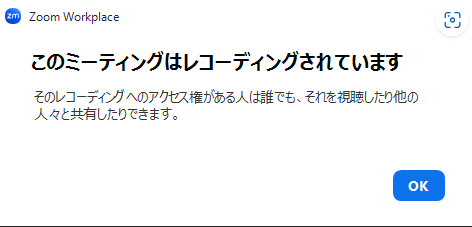 zm Zoom Workplace
このミーティングはレコーディングされています
そのレコーディングへのアクセス権がある人は誰でも、それを視聴したり他の
人々と共有したりできます。
OK